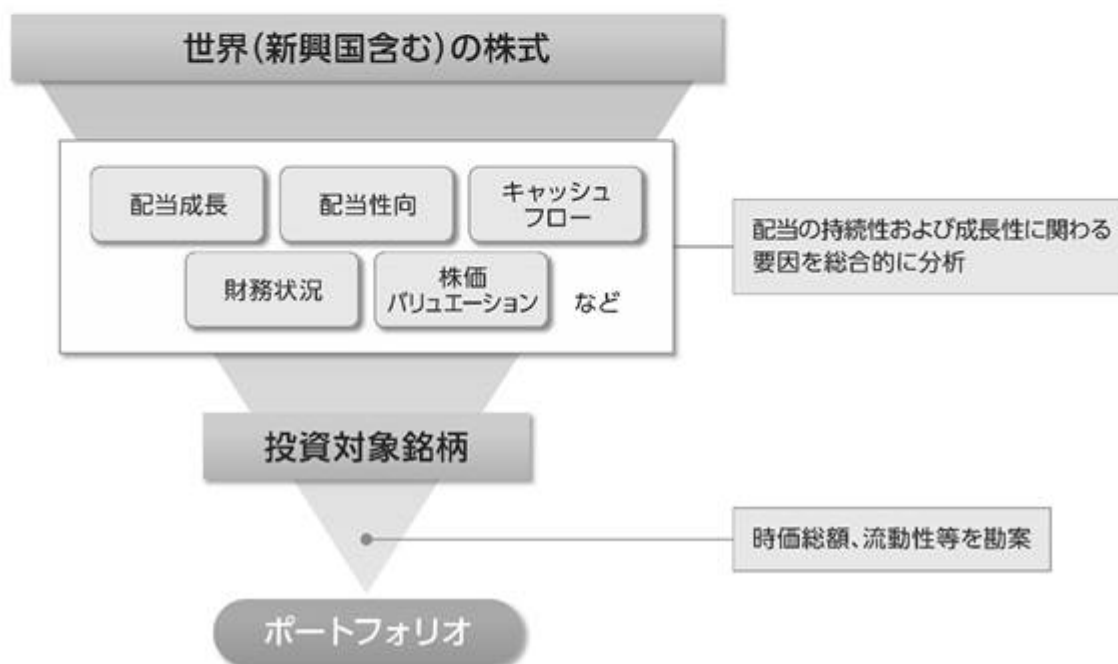 世界(新興国含む)の株式
配当成長
配当性向
キャッシュ
フロー
財務状況
株価
バリュエーション
など
配当の持続性および成長性に関わる
要因を総合的に分析
投資対象銘柄
時価総額、流動性等を勘案
ポートフォリオ